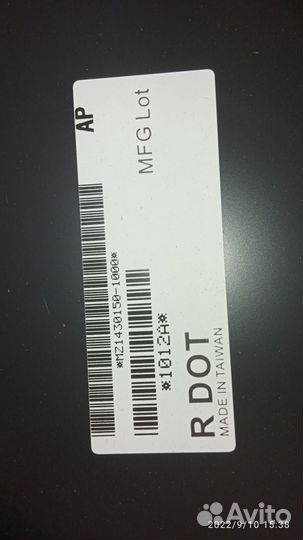 AP
*MZ1430150-1000*
MFG Lot
*1012A*
R DOT
MADE IN TAIWAN
Avito
2022/9/10 15:38